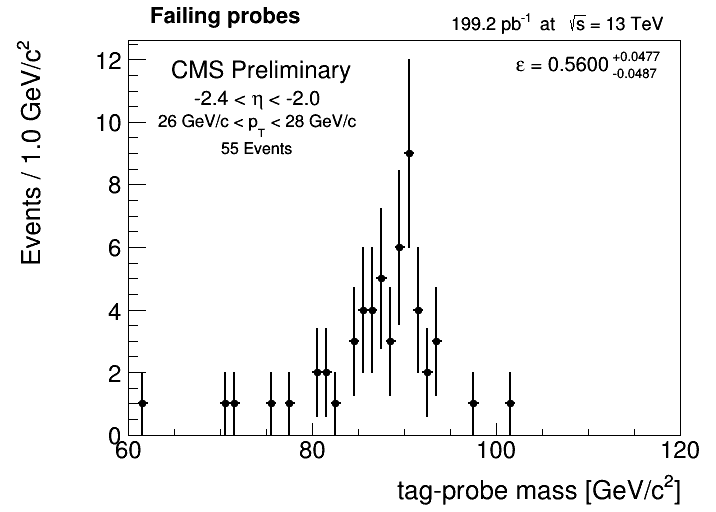 Failing probes
199.2 pb⁻¹ at √s = 13 TeV
Events / 1.0 GeV/c²
CMS Preliminary
-2.4 < η < -2.0
26 GeV/c < p_T < 28 GeV/c
55 Events
ε = 0.5600 +0.0477 -0.0487
12
10
8
6
4
2
0
60 80 100 120
tag-probe mass [GeV/c²]